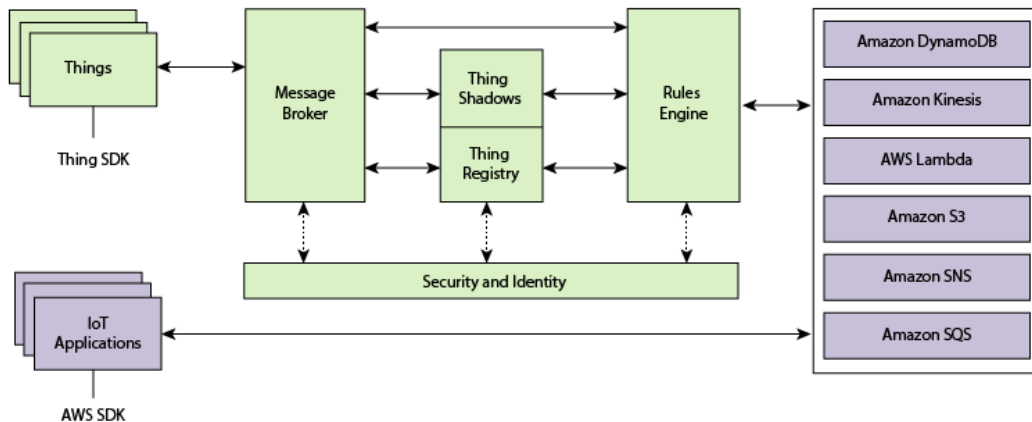 Things
Thing SDK
Message
Broker
Thing
Shadows
Thing
Registry
Rules
Engine
Security and Identity
Amazon DynamoDB
Amazon Kinesis
AWS Lambda
Amazon S3
Amazon SNS
Amazon SQS
IoT
Applications
AWS SDK